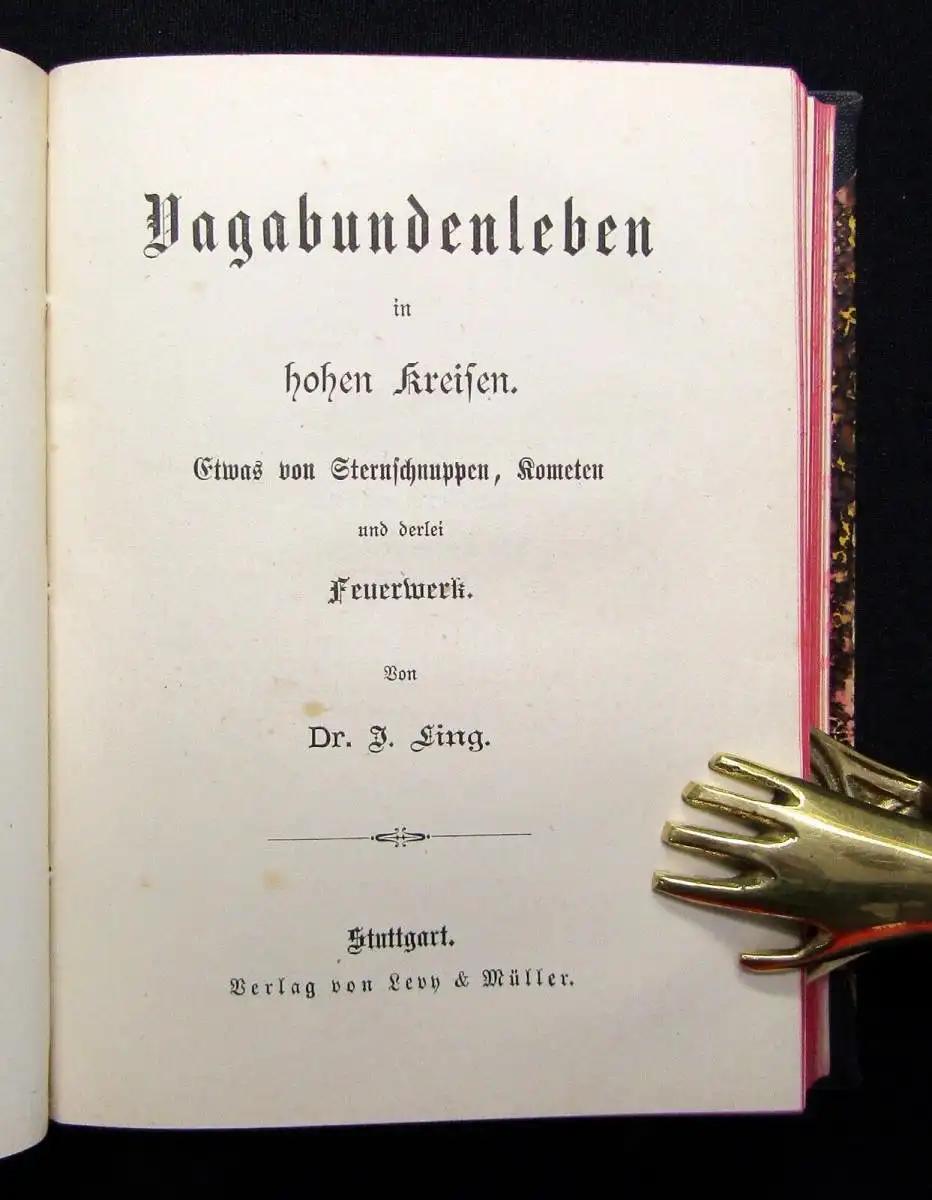 Vagabundenleben
in
hohen Kreisen.
Etwas von Sternschnuppen, Kometen
und derlei
Feuerwerk.
Von
Dr. J. Ling.
Stuttgart.
Verlag von Levy & Müller.